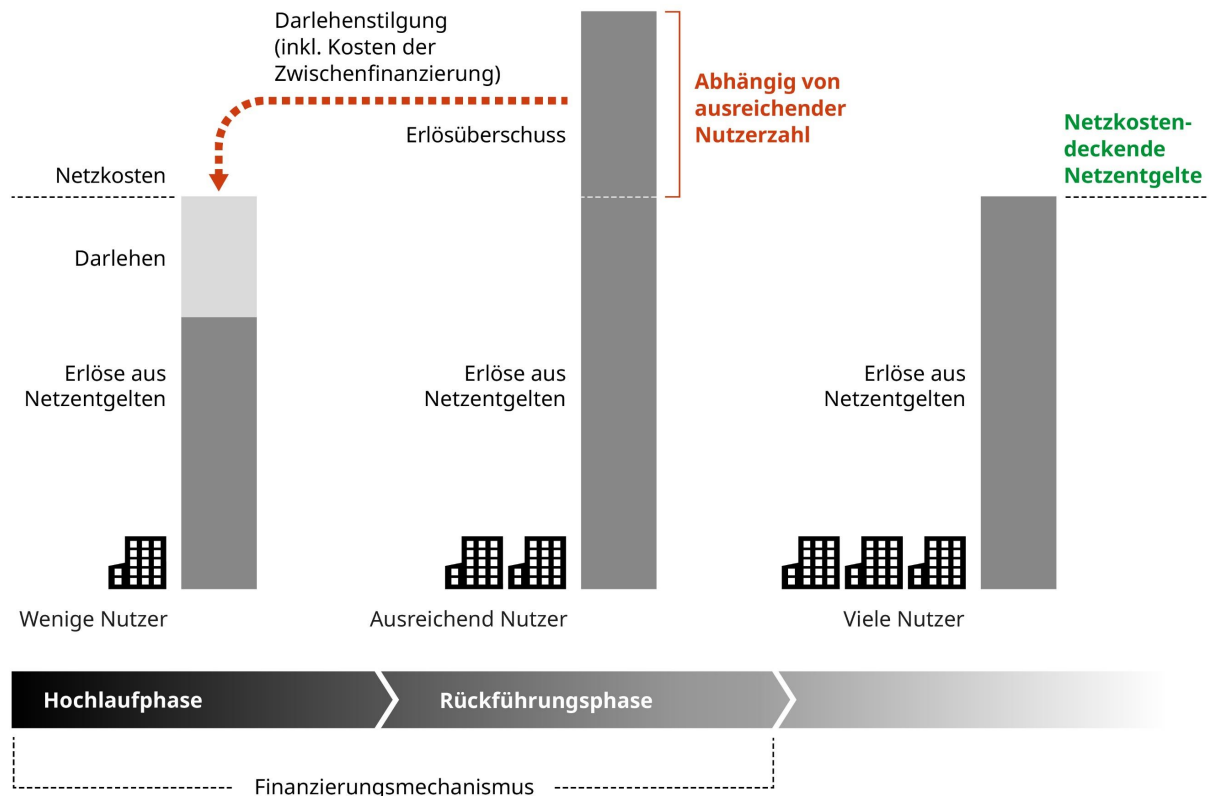 Darlehenstilgung
(inkl. Kosten der
Zwischenfinanzierung)
Erlösüberschuss
Abhängig von
ausreichender
Nutzerzahl
Netzkosten-
deckende
Netzentgelte
Netzkosten
Darlehen
Erlöse aus
Netzentgelten
Erlöse aus
Netzentgelten
Erlöse aus
Netzentgelten
Wenige Nutzer
Ausreichend Nutzer
Viele Nutzer
Hochlaufphase
Rückführungsphase
Finanzierungsmechanismus